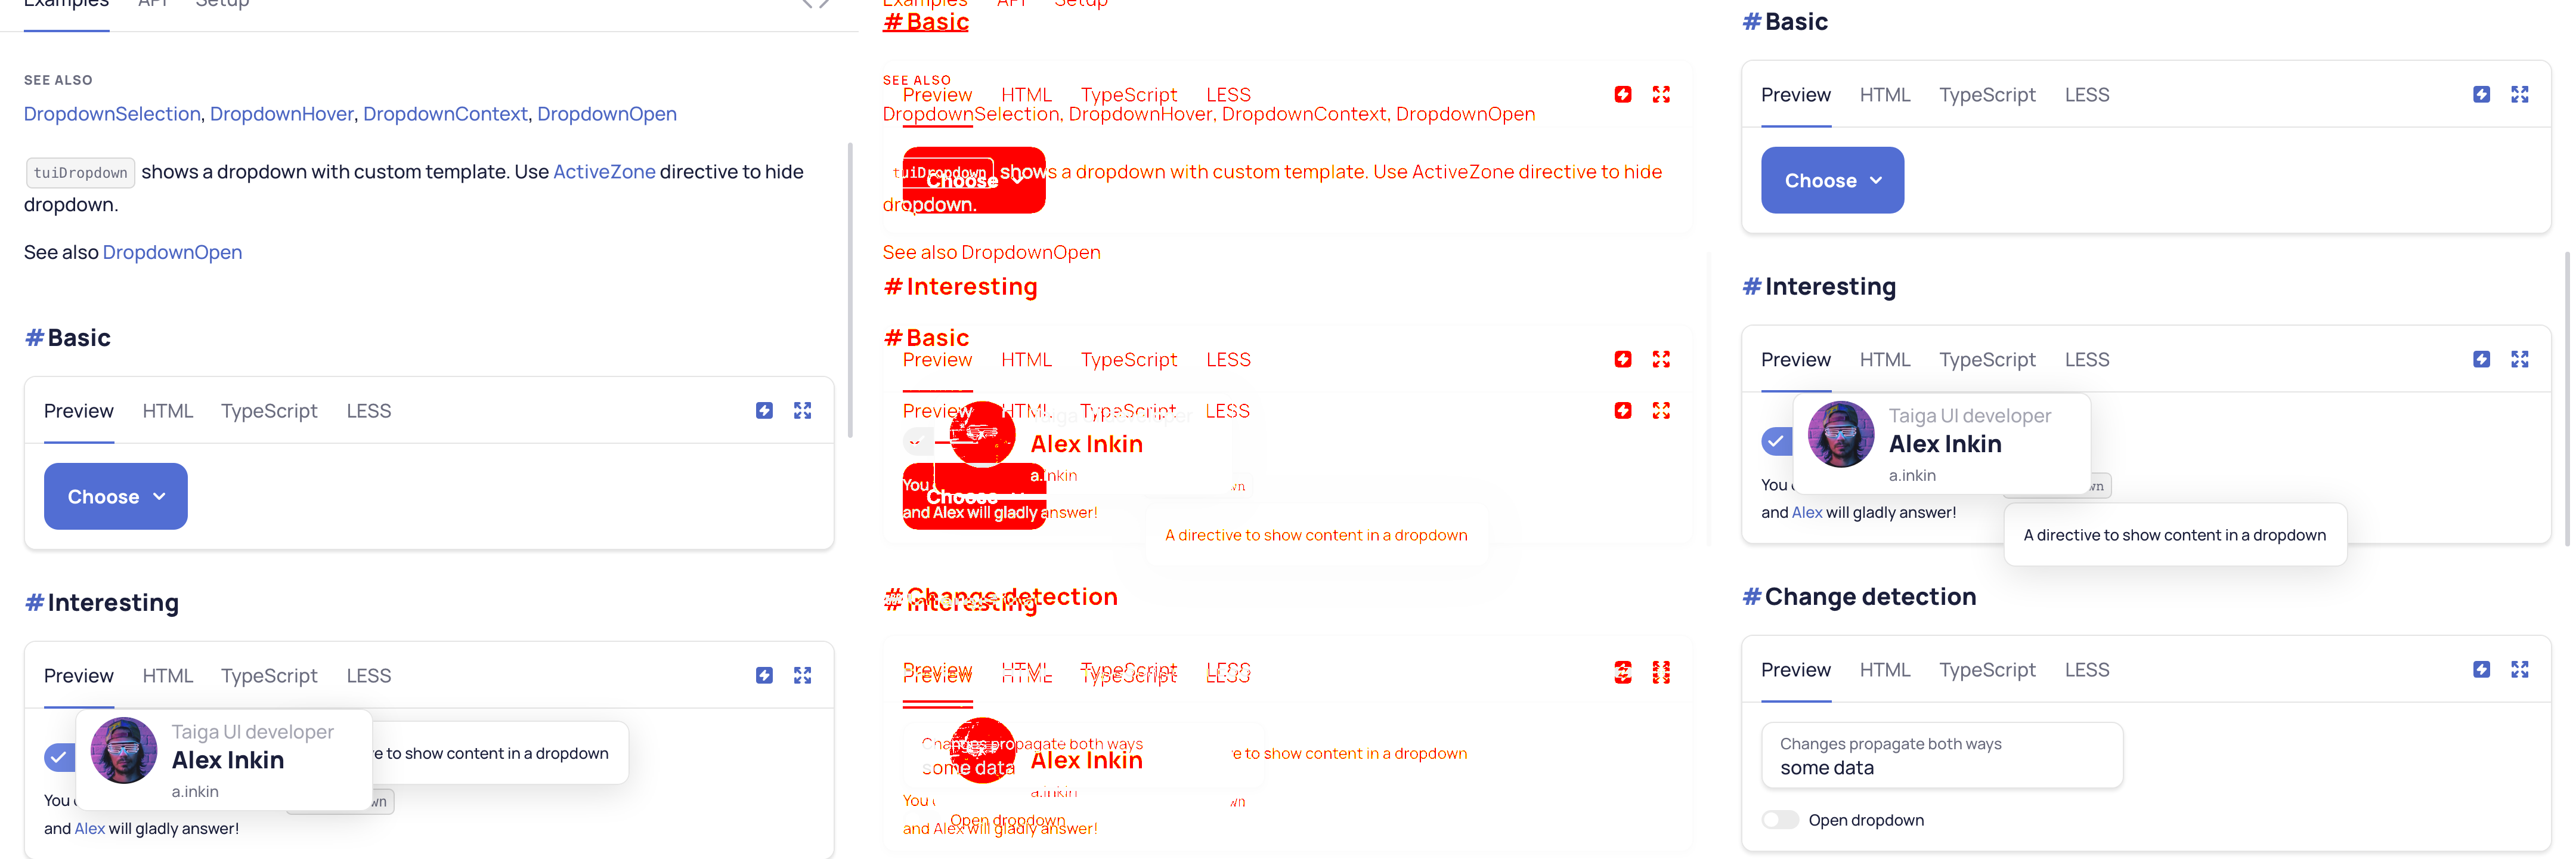 Examples API Setup
SEE ALSO
DropdownSelection, DropdownHover, DropdownContext, DropdownOpen
tuiDropdown shows a dropdown with custom template. Use ActiveZone directive to hide
dropdown.
See also DropdownOpen
#Basic
Preview HTML TypeScript LESS
Choose
#Interesting
Preview HTML TypeScript LESS
Taiga UI developer
Alex Inkin
a.inkin
to show content in a dropdown
You
and Alex will gladly answer!
Examples API Setup
#Basic
SEE ALSO
Preview HTML TypeScript LESS
DropdownSelection, DropdownHover, DropdownContext, DropdownOpen
tuiDropdown shows a dropdown with custom template. Use ActiveZone directive to hide
Choose
dropdown.
See also DropdownOpen
#Interesting
#Basic
Preview HTML TypeScript LESS
Preview HTML TypeScript LESS
Taiga UI developer
Alex Inkin
a.inkin
You
Choose
and Alex will gladly answer!
A directive to show content in a dropdown
#Change detection
#Interesting
Preview HTML TypeScript LESS
Preview HTML TypeScript LESS
Changes propagate both ways
Alex Inkin
to show content in a dropdown
some data
a.inkin
You
Open dropdown
and Alex will gladly answer!
#Basic
Preview HTML TypeScript LESS
Choose
#Interesting
Preview HTML TypeScript LESS
Taiga UI developer
Alex Inkin
a.inkin
You
and Alex will gladly answer!
A directive to show content in a dropdown
#Change detection
Preview HTML TypeScript LESS
Changes propagate both ways
some data
Open dropdown